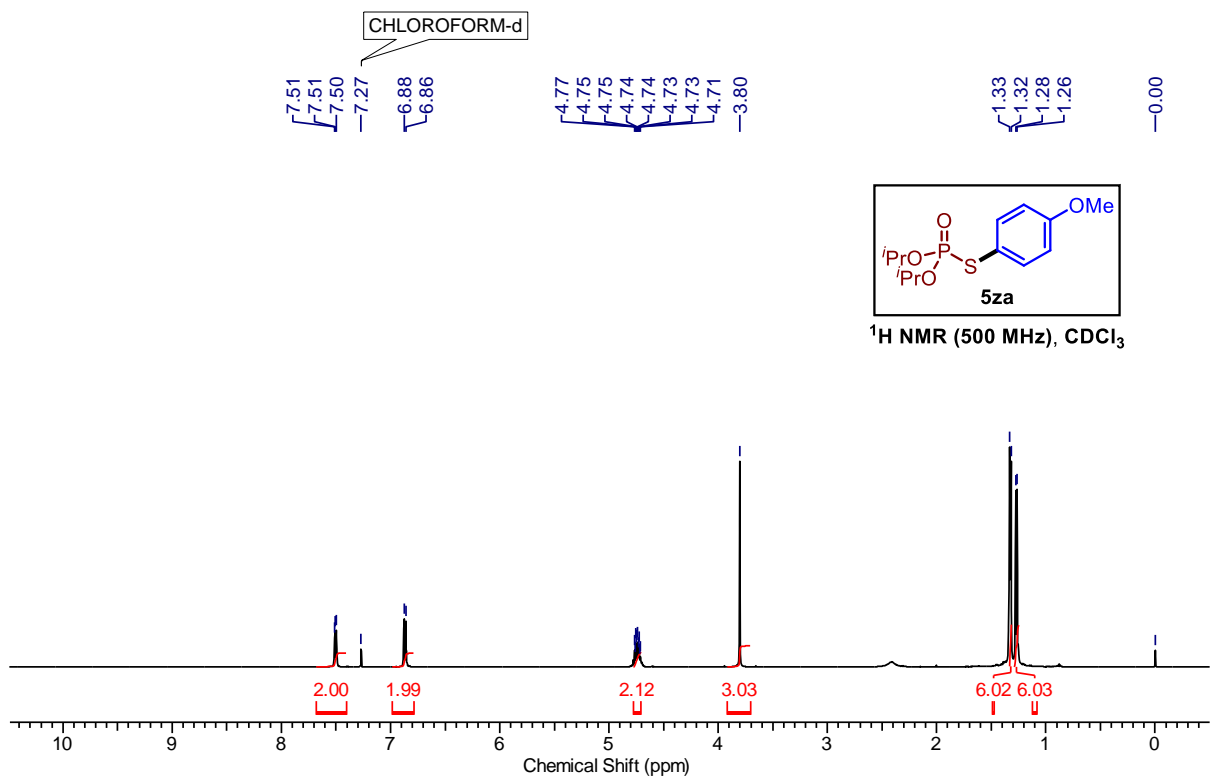 CHLOROFORM-d
7.51
7.51
7.50
7.27
6.88
6.86
4.77
4.75
4.75
4.74
4.74
4.73
4.73
4.71
3.80
1.33
1.32
1.28
1.26
0.00
OMe
O
iPrO
P
S
iPrO
5za
1H NMR (500 MHz), CDCl3
2.00 1.99 2.12 3.03 6.02 6.03
10 9 8 7 6 5 4 3 2 1 0
Chemical Shift (ppm)